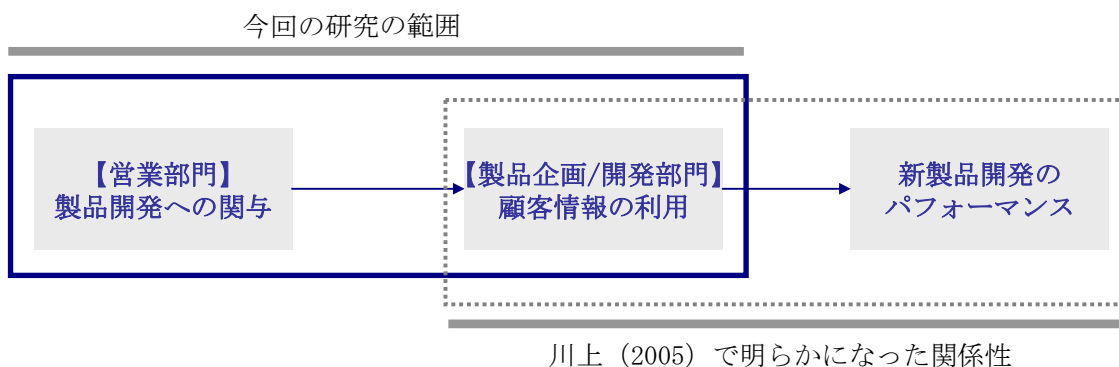 今回の研究の範囲
【営業部門】
製品開発への関与
【製品企画/開発部門】
顧客情報の利用
新製品開発の
パフォーマンス
川上（2005）で明らかになった関係性